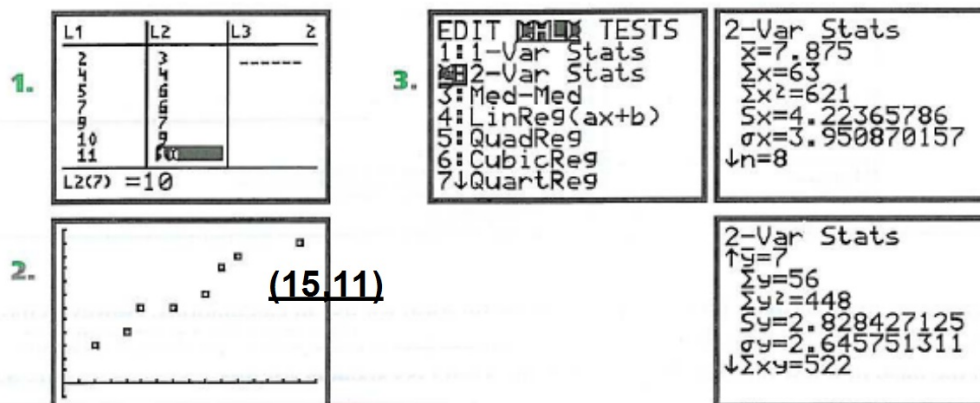 1.
L1 L2 L3 2
2 3 ------
4 4
5 6
7 6
9 7
10 9
11
L2(7) =10
2.
(15,11)
3.
EDIT CALC TESTS
1:1-Var Stats
2:2-Var Stats
3:Med-Med
4:LinReg(ax+b)
5:QuadReg
6:CubicReg
7↓QuartReg
2-Var Stats
x̄=7.875
Σx=63
Σx²=621
Sx=4.22365786
σx=3.950870157
↓n=8
2-Var Stats
↑ȳ=7
Σy=56
Σy²=448
Sy=2.828427125
σy=2.645751311
↓Σxy=522